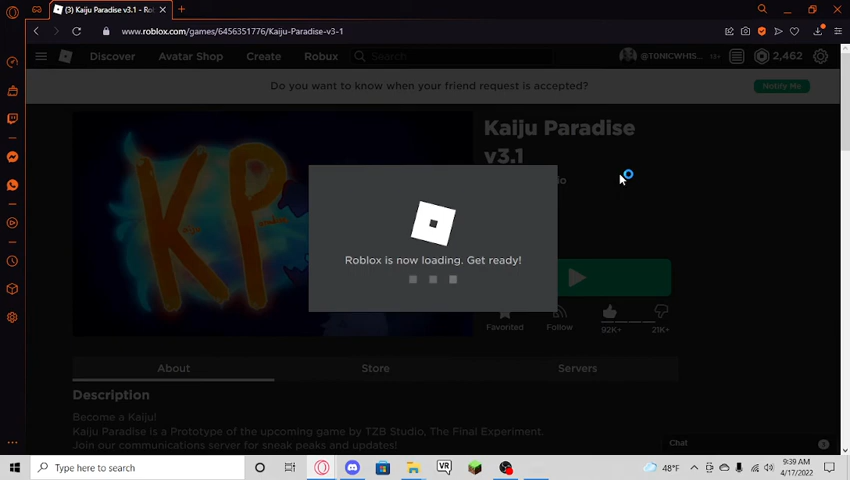 (3) Kaiju Paradise v3.1 - Rob
www.roblox.com/games/6456351776/Kaiju-Paradise-v3-1
Discover
Avatar Shop
Create
Robux
Search
@TONICWH1S...
2,462
Do you want to know when your friend request is accepted?
Notify Me
KP
Kaiju Paradise
v3.1
Roblox is now loading. Get ready!
Favorited
Follow
92K+
21K+
About
Store
Servers
Description
Become a Kaiju!
Kaiju Paradise is a Prototype of the upcoming game by TZB Studio, The Final Experiment.
Join our communications server for sneak peaks and updates!
Chat
Type here to search
VR
48°F
9:39 AM
4/17/2022